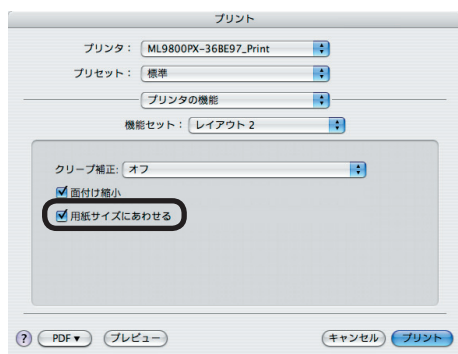 プリント
プリンタ： ML9800PX-36BE97_Print
プリセット： 標準
プリンタの機能
機能セット： レイアウト 2
クリープ補正: オフ
面付け縮小
用紙サイズにあわせる
? PDF▼ プレビュー キャンセル プリント